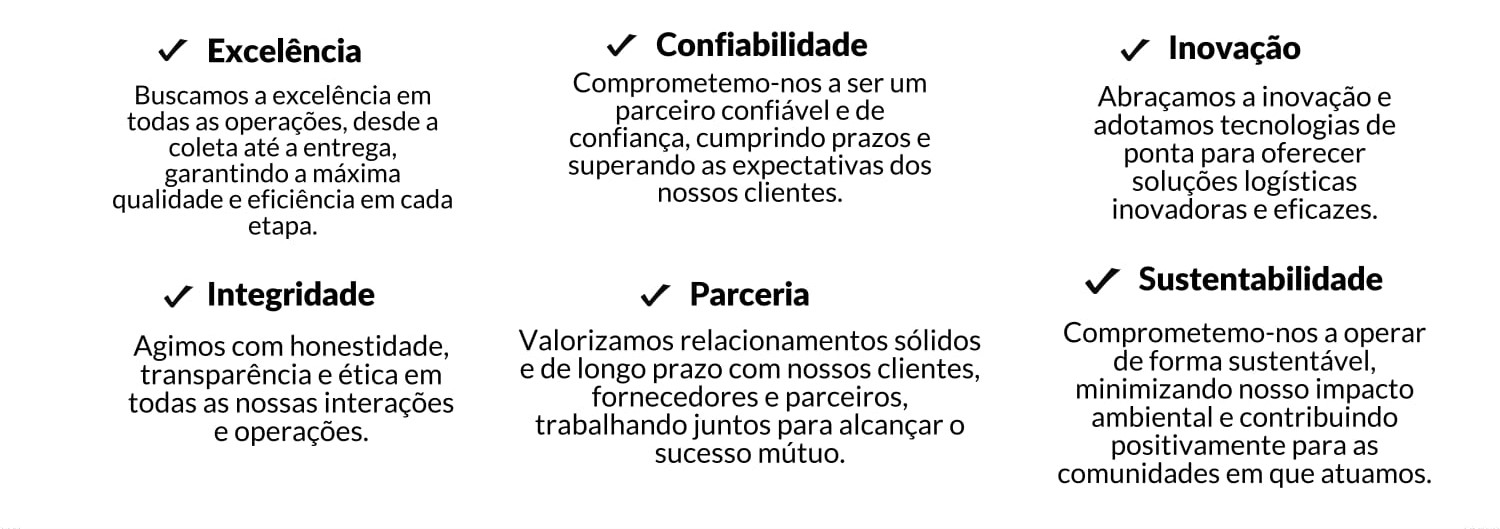 Excelência
Buscamos a excelência em
todas as operações, desde a
coleta até a entrega,
garantindo a máxima
qualidade e eficiência em cada
etapa.
Confiabilidade
Comprometemo-nos a ser um
parceiro confiável e de
confiança, cumprindo prazos e
superando as expectativas dos
nossos clientes.
Inovação
Abraçamos a inovação e
adotamos tecnologias de
ponta para oferecer
soluções logísticas
inovadoras e eficazes.
Integridade
Agimos com honestidade,
transparência e ética em
todas as nossas interações
e operações.
Parceria
Valorizamos relacionamentos sólidos
e de longo prazo com nossos clientes,
fornecedores e parceiros,
trabalhando juntos para alcançar o
sucesso mútuo.
Sustentabilidade
Comprometemo-nos a operar
de forma sustentável,
minimizando nosso impacto
ambiental e contribuindo
positivamente para as
comunidades em que atuamos.